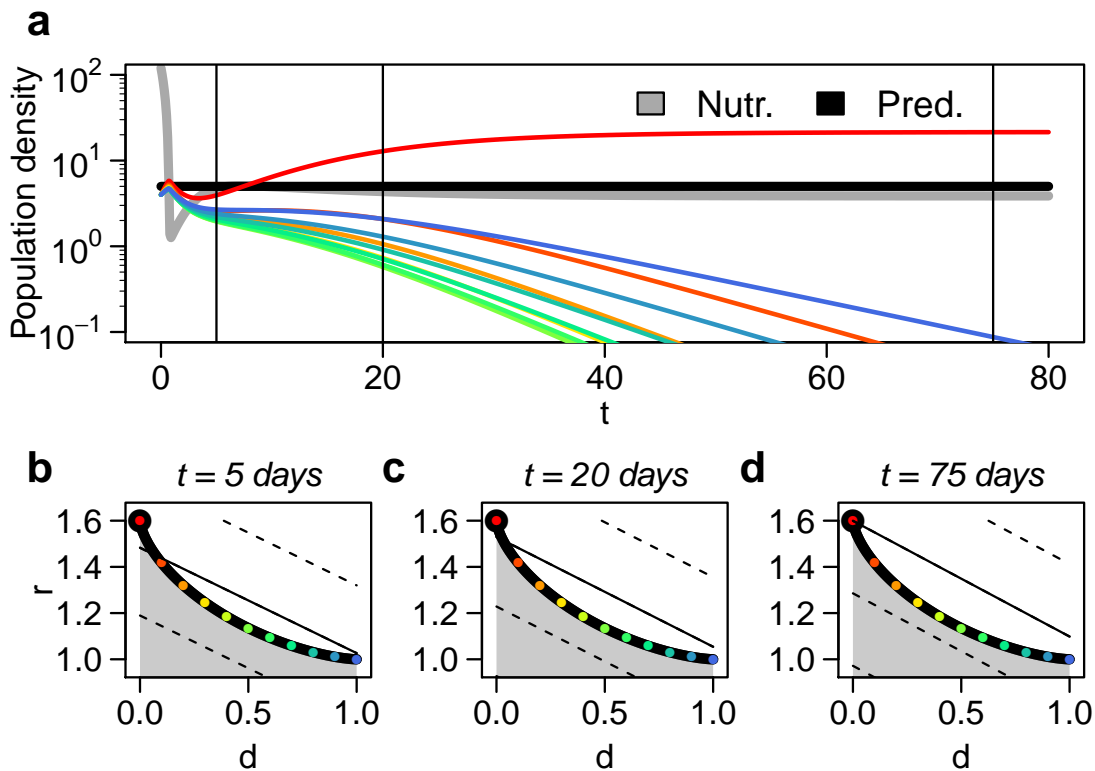 a
Population density
10^2
10^1
10^0
10^−1
Nutr. Pred.
0 20 40 60 80
t
b t = 5 days
c t = 20 days
d t = 75 days
r
1.6
1.4
1.2
1.0
0.0 0.5 1.0
d
1.6
1.4
1.2
1.0
0.0 0.5 1.0
d
1.6
1.4
1.2
1.0
0.0 0.5 1.0
d